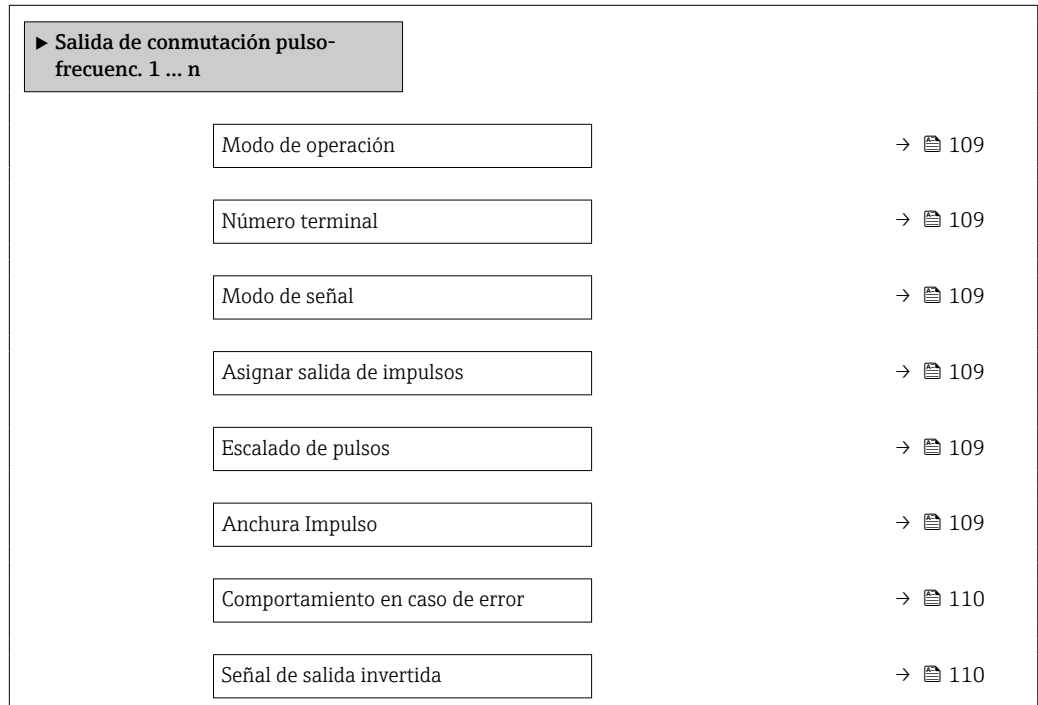 ▸ Salida de conmutación pulso-
frecuenc. 1 … n
Modo de operación → 109
Número terminal → 109
Modo de señal → 109
Asignar salida de impulsos → 109
Escalado de pulsos → 109
Anchura Impulso → 109
Comportamiento en caso de error → 110
Señal de salida invertida → 110